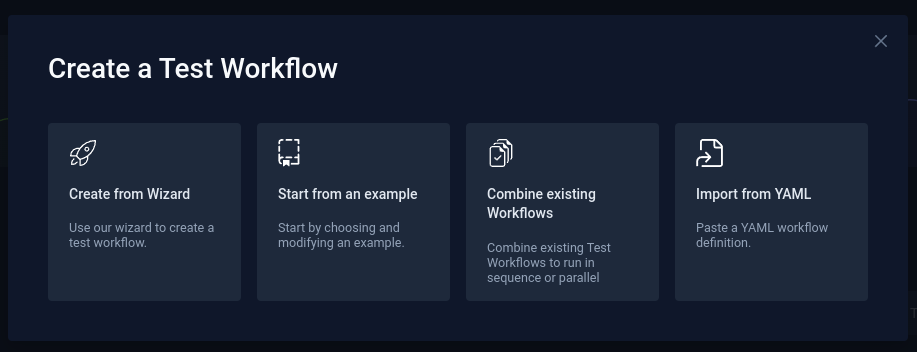 Create a Test Workflow
Create from Wizard
Use our wizard to create a
test workflow.
Start from an example
Start by choosing and
modifying an example.
Combine existing
Workflows
Combine existing Test
Workflows to run in
sequence or parallel
Import from YAML
Paste a YAML workflow
definition.